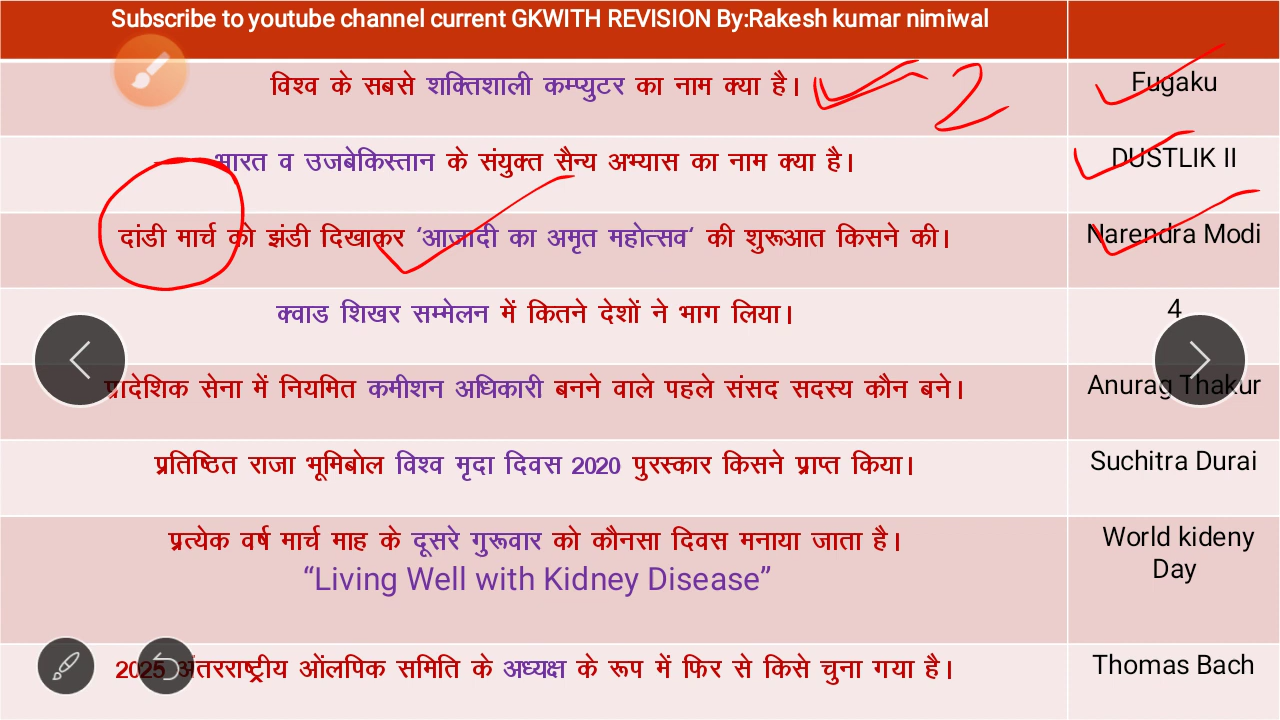 Subscribe to youtube channel current GKWITH REVISION By:Rakesh kumar nimiwal
विश्व के सबसे शक्तिशाली कम्प्युटर का नाम क्या है। 2 Fugaku
भारत व उजबेकिस्तान के संयुक्त सैन्य अभ्यास का नाम क्या है। DUSTLIK II
दांडी मार्च को झंडी दिखाकर ‘आजादी का अमृत महोत्सव‘ की शुरूआत किसने की। Narendra Modi
क्वाड शिखर सम्मेलन में कितने देशों ने भाग लिया। 4
प्रादेशिक सेना में नियमित कमीशन अधिकारी बनने वाले पहले संसद सदस्य कौन बने। Anurag Thakur
प्रतिष्ठित राजा भूमिबोल विश्व मृदा दिवस 2020 पुरस्कार किसने प्राप्त किया। Suchitra Durai
प्रत्येक वर्ष मार्च माह के दूसरे गुरूवार को कौनसा दिवस मनाया जाता है। World kideny
“Living Well with Kidney Disease” Day
2025 अंतरराष्ट्रीय ओंलपिक समिति के अध्यक्ष के रूप में फिर से किसे चुना गया है। Thomas Bach